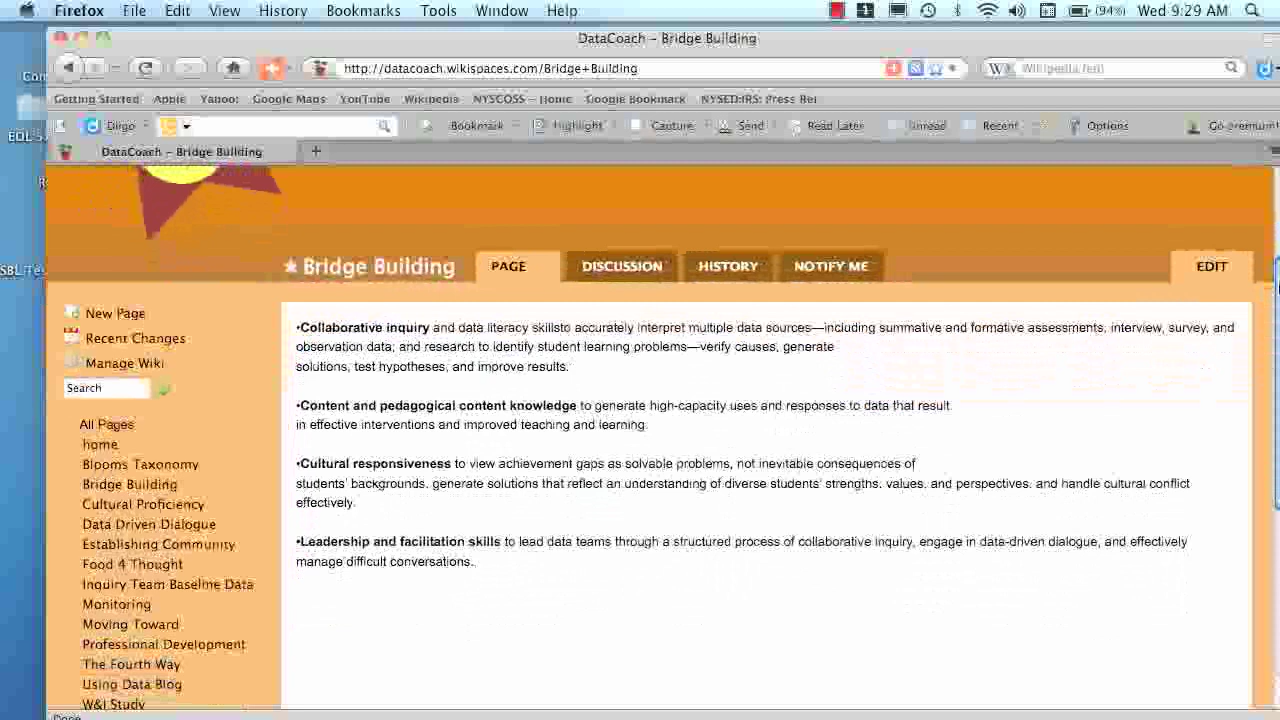 Firefox File Edit View History Bookmarks Tools Window Help (94%) Wed 9:29 AM
DataCoach – Bridge Building
http://datacoach.wikispaces.com/Bridge+Building Wikipedia (en)
Getting Started Apple Yahoo! Google Maps YouTube Wikipedia NYSCOSS – Home Google Bookmark NYSED:IRS: Press Rel
Diigo Bookmark Highlight Capture Send Read Later Unread Recent Options Go premium!
DataCoach – Bridge Building
Bridge Building PAGE DISCUSSION HISTORY NOTIFY ME EDIT
New Page
Recent Changes
Manage Wiki
Search
All Pages
home
Blooms Taxonomy
Bridge Building
Cultural Proficiency
Data Driven Dialogue
Establishing Community
Food 4 Thought
Inquiry Team Baseline Data
Monitoring
Moving Toward
Professional Development
The Fourth Way
Using Data Blog
W&I Study
•Collaborative inquiry and data literacy skillsto accurately interpret multiple data sources—including summative and formative assessments, interview, survey, and
observation data; and research to identify student learning problems—verify causes, generate
solutions, test hypotheses, and improve results.
•Content and pedagogical content knowledge to generate high-capacity uses and responses to data that result
in effective interventions and improved teaching and learning.
•Cultural responsiveness to view achievement gaps as solvable problems, not inevitable consequences of
students' backgrounds, generate solutions that reflect an understanding of diverse students' strengths, values, and perspectives, and handle cultural conflict
effectively.
•Leadership and facilitation skills to lead data teams through a structured process of collaborative inquiry, engage in data-driven dialogue, and effectively
manage difficult conversations.
Done